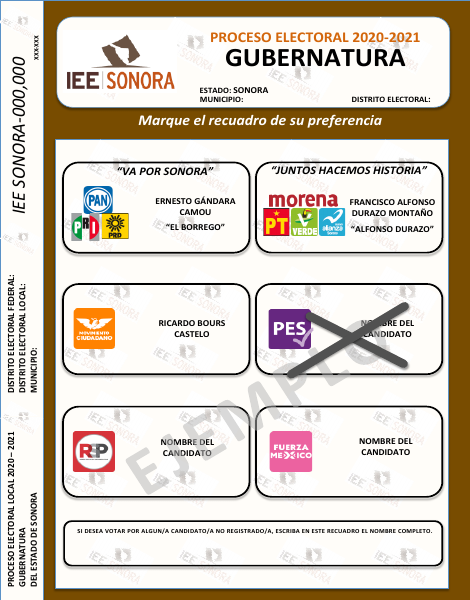 PROCESO ELECTORAL 2020-2021
GUBERNATURA
IEE SONORA
ESTADO: SONORA
MUNICIPIO:
DISTRITO ELECTORAL:
Marque el recuadro de su preferencia
“VA POR SONORA”
PAN
PRI
PRD
ERNESTO GÁNDARA
CAMOU
“EL BORREGO”
“JUNTOS HACEMOS HISTORIA”
morena
PT
VERDE
alianza
FRANCISCO ALFONSO
DURAZO MONTAÑO
“ALFONSO DURAZO”
MOVIMIENTO
CIUDADANO
RICARDO BOURS
CASTELO
PES
NOMBRE DEL
CANDIDATO
RSP
NOMBRE DEL
CANDIDATO
FUERZA
MEXICO
NOMBRE DEL
CANDIDATO
EJEMPLO
SI DESEA VOTAR POR ALGUN/A CANDIDATO/A NO REGISTRADO/A, ESCRIBA EN ESTE RECUADRO EL NOMBRE COMPLETO.
IEE SONORA-000,000
XXX-XXX
DISTRITO ELECTORAL FEDERAL:
DISTRITO ELECTORAL LOCAL:
MUNICIPIO:
PROCESO ELECTORAL LOCAL 2020 – 2021
GUBERNATURA
DEL ESTADO DE SONORA